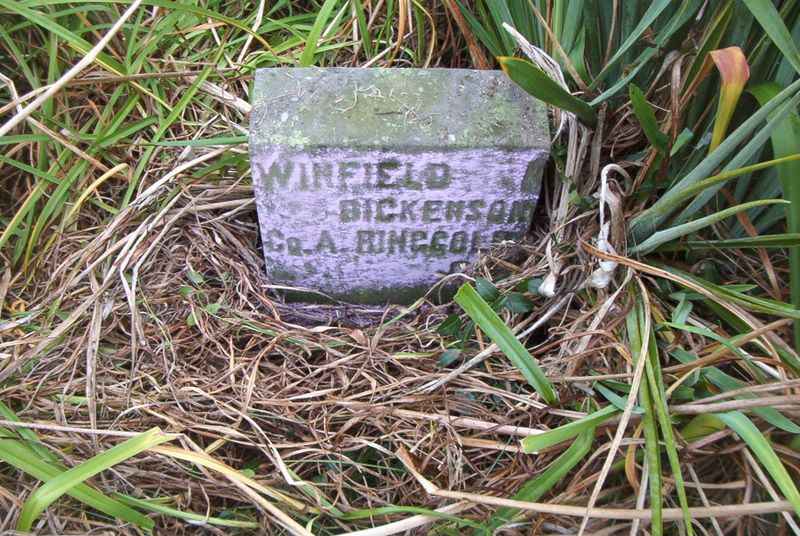 WINFIELD
DICKENSON
Co. A. RINGGOLD